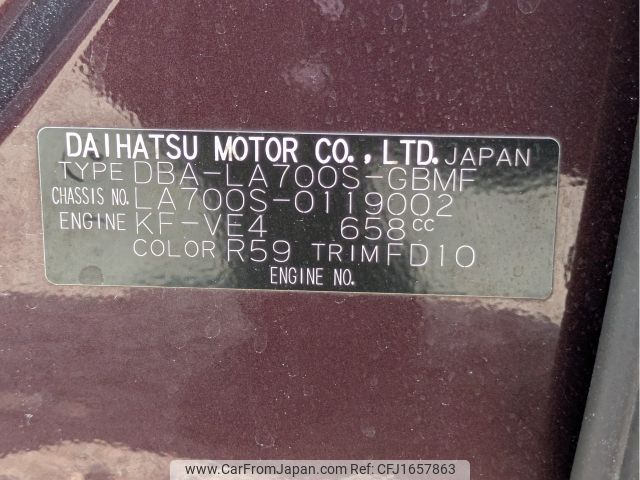 DAIHATSU MOTOR CO., LTD. JAPAN
TYPE DBA-LA700S-GBMF
CHASSIS NO. LA700S-0119002
ENGINE KF-VE4 658cc
COLOR R59 TRIM FD10
ENGINE NO.
www.CarFromJapan.com CFJ1657863